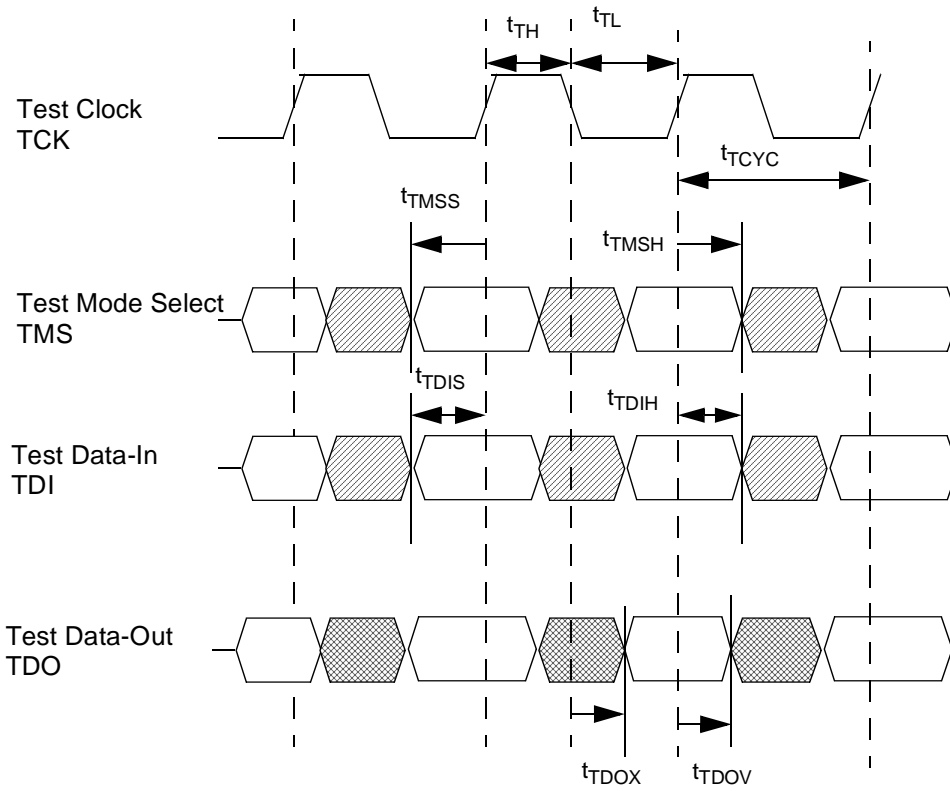 tTH
tTL
Test Clock
TCK
tTCYC
tTMSS
tTMSH
Test Mode Select
TMS
tTDIS
tTDIH
Test Data-In
TDI
Test Data-Out
TDO
tTDOX
tTDOV